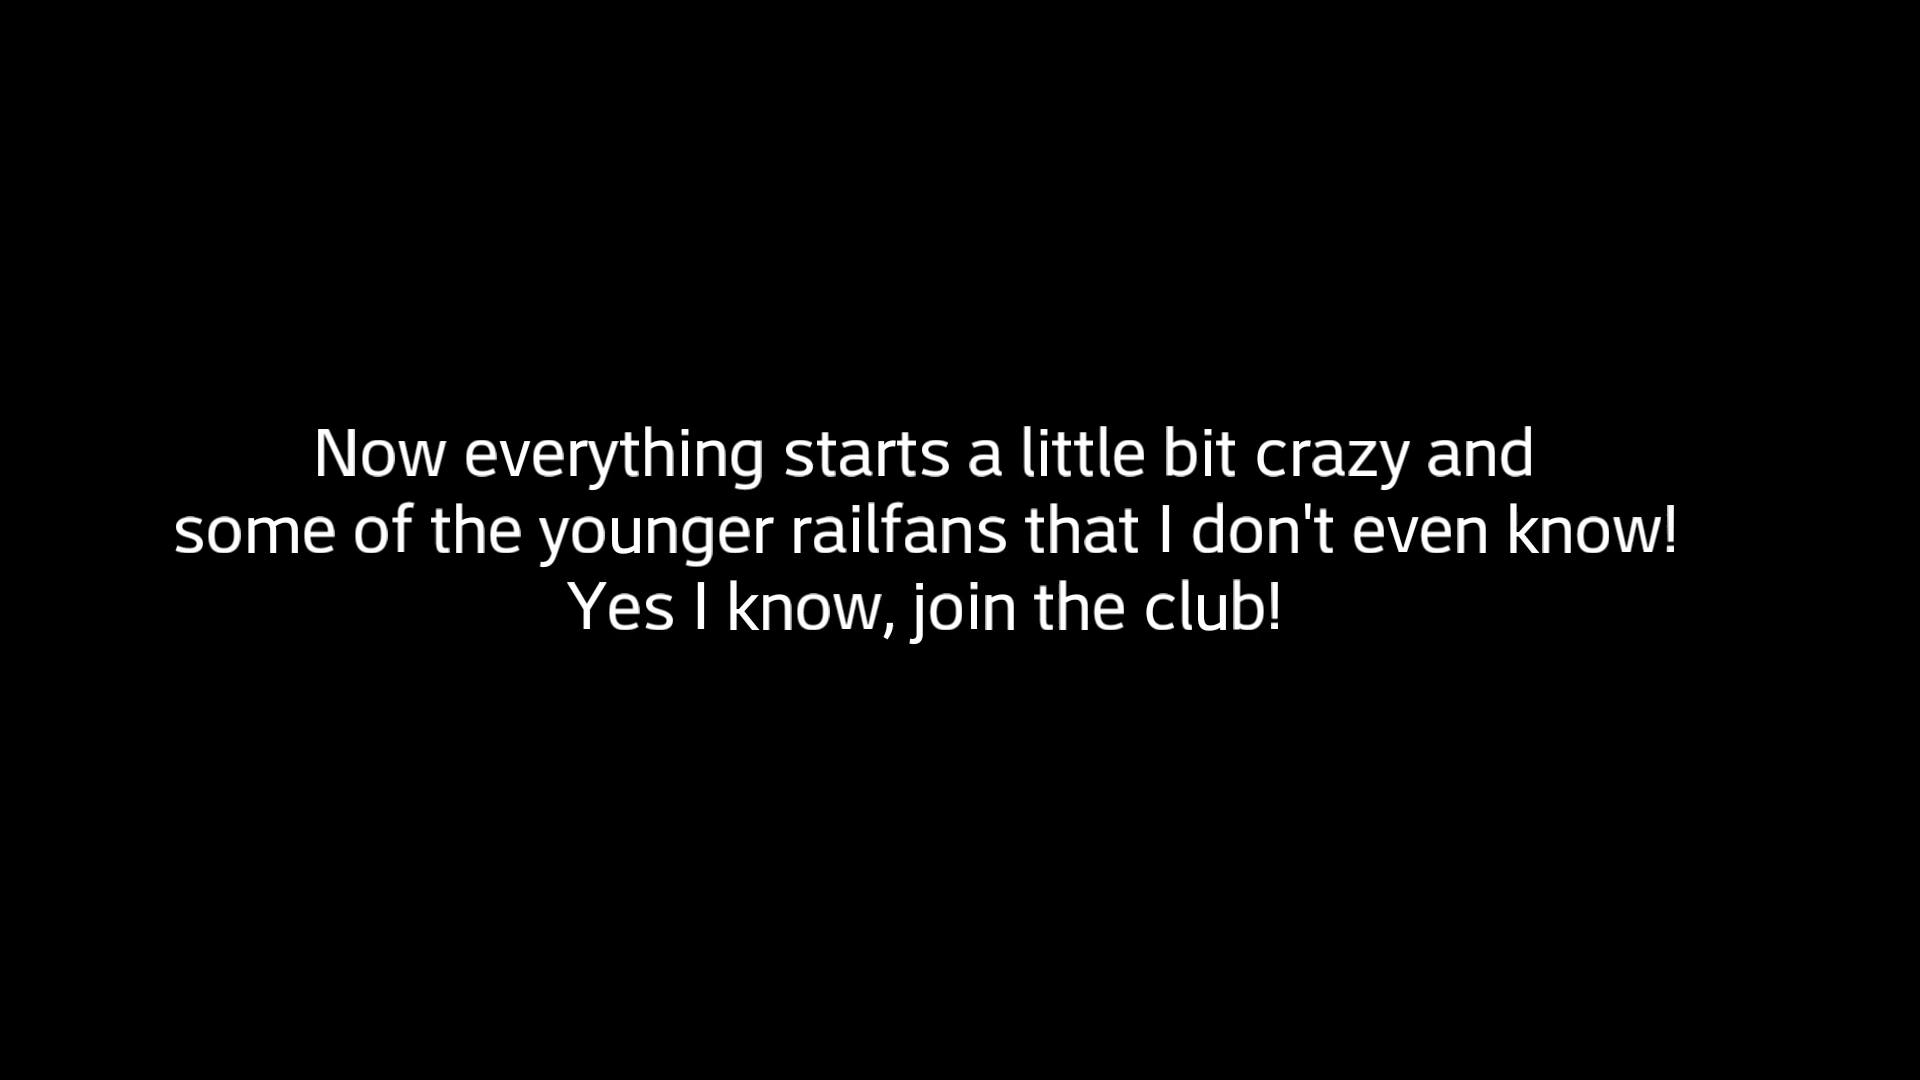 Now everything starts a little bit crazy and
some of the younger railfans that I don't even know!
Yes I know, join the club!